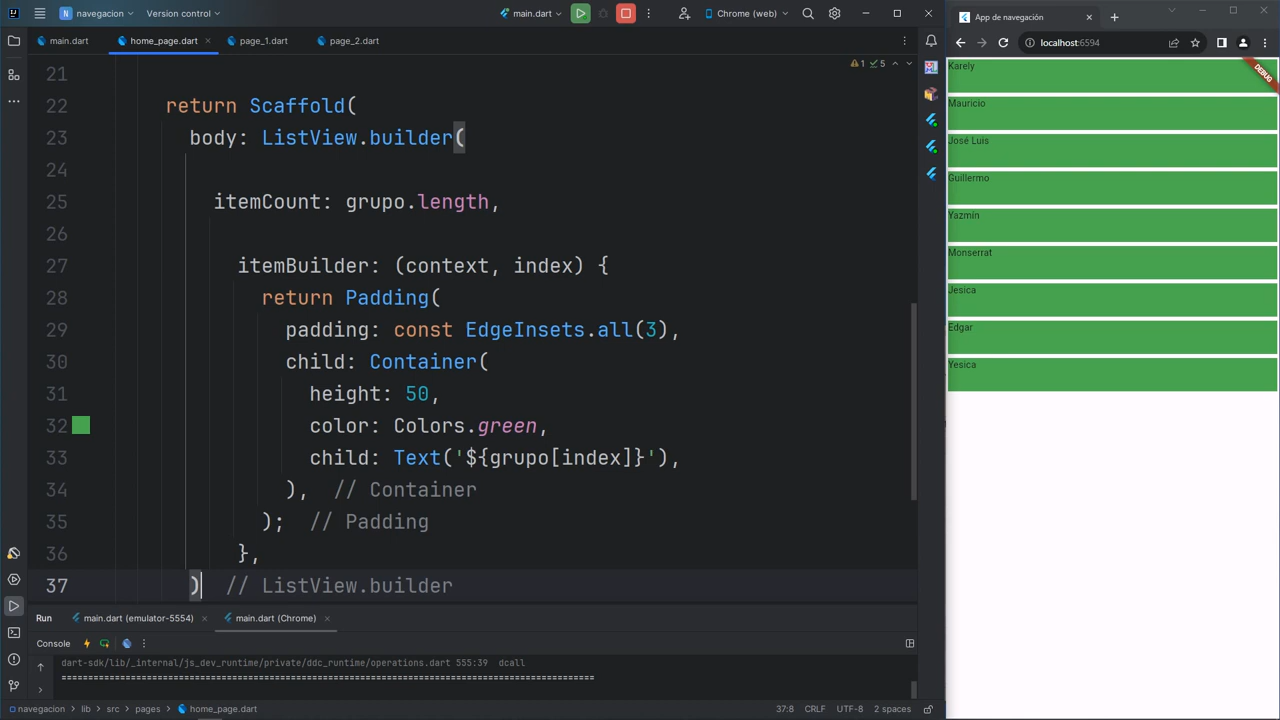 navegacion
Version control
main.dart
Chrome (web)
main.dart
home_page.dart
page_1.dart
page_2.dart
1
5
21
22 return Scaffold(
23 body: ListView.builder(
24
25 itemCount: grupo.length,
26
27 itemBuilder: (context, index) {
28 return Padding(
29 padding: const EdgeInsets.all(3),
30 child: Container(
31 height: 50,
32 color: Colors.green,
33 child: Text('${grupo[index]}'),
34 ), // Container
35 ); // Padding
36 },
37 ) // ListView.builder
Run
main.dart (emulator-5554)
main.dart (Chrome)
Console
dart-sdk/lib/_internal/js_dev_runtime/private/ddc_runtime/operations.dart 555:39 dcall
====================================================================================================
navegacion > lib > src > pages > home_page.dart
37:8 CRLF UTF-8 2 spaces
App de navegación
localhost:6594
DEBUG
Karely
Mauricio
José Luis
Guillermo
Yazmín
Monserrat
Jesica
Edgar
Yesica